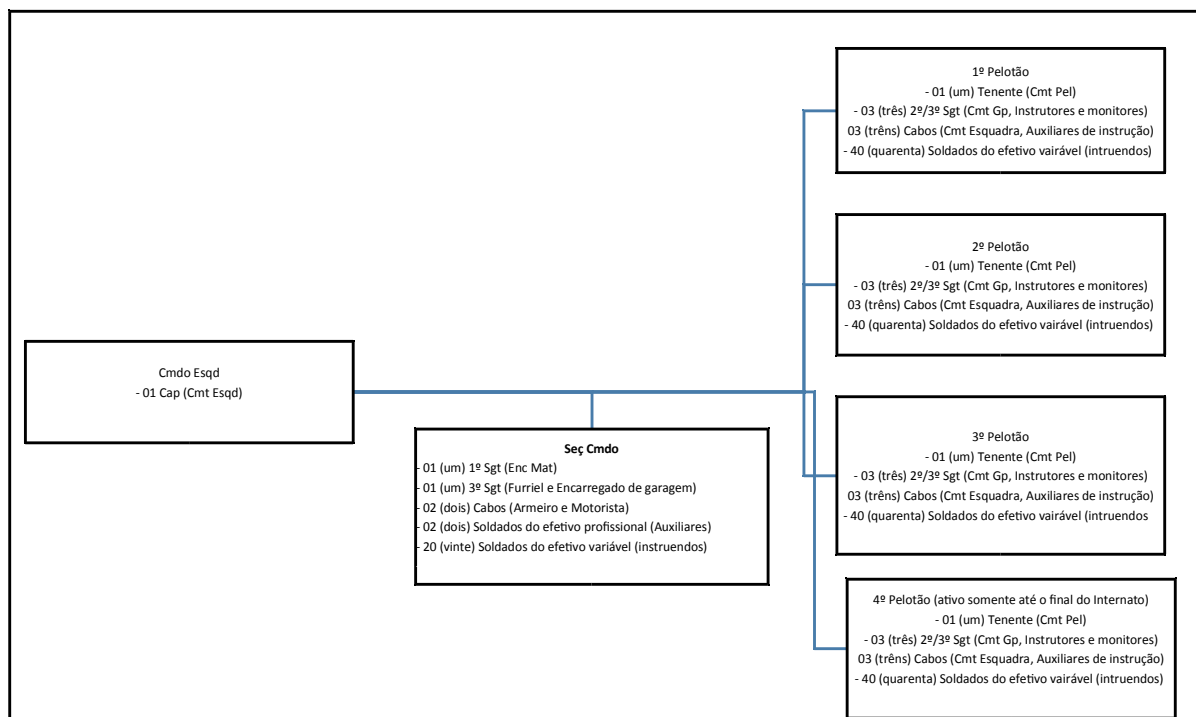 1º Pelotão
- 01 (um) Tenente (Cmt Pel)
- 03 (três) 2º/3º Sgt (Cmt Gp, Instrutores e monitores)
03 (trêns) Cabos (Cmt Esquadra, Auxiliares de instrução)
- 40 (quarenta) Soldados do efetivo vairável (intruendos)
2º Pelotão
- 01 (um) Tenente (Cmt Pel)
- 03 (três) 2º/3º Sgt (Cmt Gp, Instrutores e monitores)
03 (trêns) Cabos (Cmt Esquadra, Auxiliares de instrução)
- 40 (quarenta) Soldados do efetivo vairável (intruendos)
Cmdo Esqd
- 01 Cap (Cmt Esqd)
Seç Cmdo
- 01 (um) 1º Sgt (Enc Mat)
- 01 (um) 3º Sgt (Furriel e Encarregado de garagem)
- 02 (dois) Cabos (Armeiro e Motorista)
- 02 (dois) Soldados do efetivo profissional (Auxiliares)
- 20 (vinte) Soldados do efetivo variável (instruendos)
3º Pelotão
- 01 (um) Tenente (Cmt Pel)
- 03 (três) 2º/3º Sgt (Cmt Gp, Instrutores e monitores)
03 (trêns) Cabos (Cmt Esquadra, Auxiliares de instrução)
- 40 (quarenta) Soldados do efetivo vairável (intruendos
4º Pelotão (ativo somente até o final do Internato)
- 01 (um) Tenente (Cmt Pel)
- 03 (três) 2º/3º Sgt (Cmt Gp, Instrutores e monitores)
03 (trêns) Cabos (Cmt Esquadra, Auxiliares de instrução)
- 40 (quarenta) Soldados do efetivo vairável (intruendos)